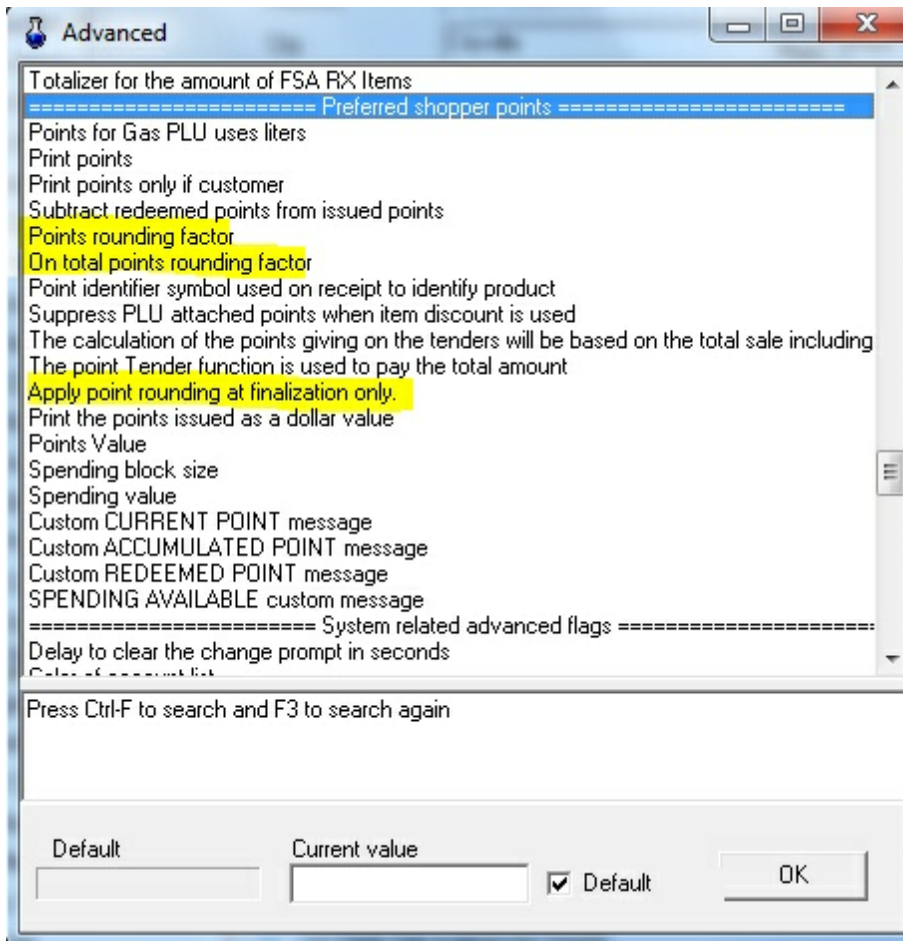 Advanced
Totalizer for the amount of FSA RX Items
======================== Preferred shopper points ========================
Points for Gas PLU uses liters
Print points
Print points only if customer
Subtract redeemed points from issued points
Points rounding factor
On total points rounding factor
Point identifier symbol used on receipt to identify product
Suppress PLU attached points when item discount is used
The calculation of the points giving on the tenders will be based on the total sale including
The point Tender function is used to pay the total amount
Apply point rounding at finalization only.
Print the points issued as a dollar value
Points Value
Spending block size
Spending value
Custom CURRENT POINT message
Custom ACCUMULATED POINT message
Custom REDEEMED POINT message
SPENDING AVAILABLE custom message
======================== System related advanced flags ======================
Delay to clear the change prompt in seconds
Press Ctrl-F to search and F3 to search again
Default Current value
Default
OK